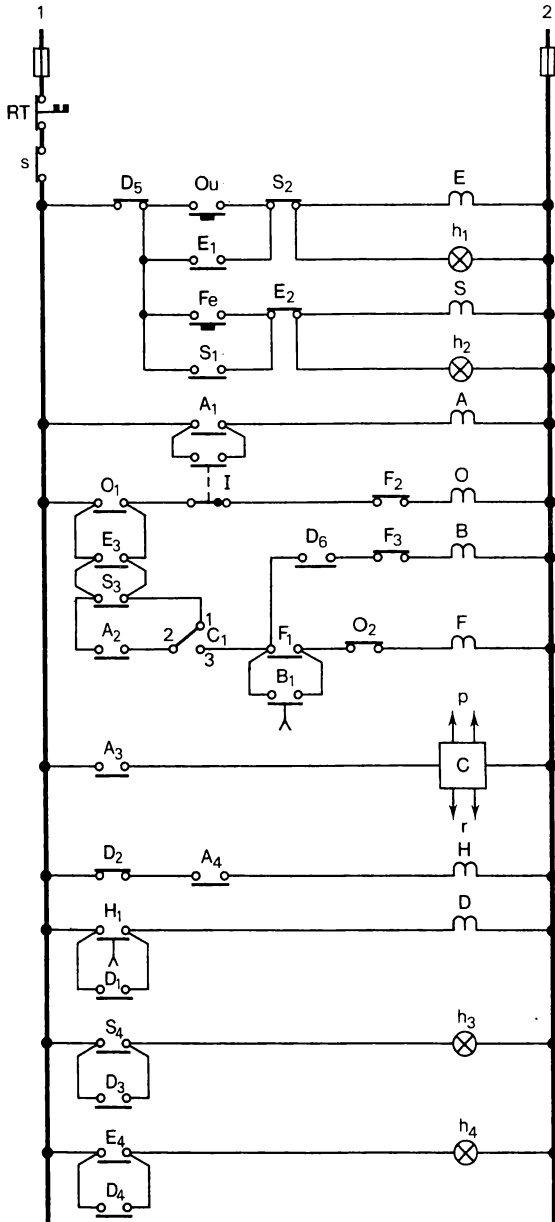 1 2
RT
s
D5 Ou S2 E
E1 h1
Fe E2 S
S1 h2
A1 A
I
O1 F2 O
E3 D6 F3 B
S3
1
A2 2 C1 F1 O2 F
3
B1
p
A3 C
r
D2 A4 H
H1 D
D1
S4 h3
D3
E4 h4
D4